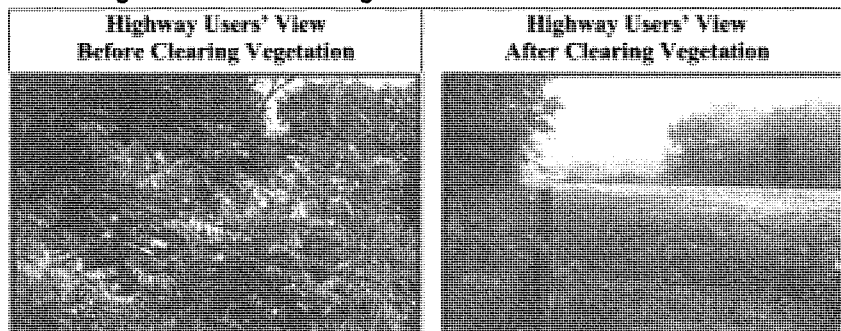 Highway Users' View
Before Clearing Vegetation
Highway Users' View
After Clearing Vegetation